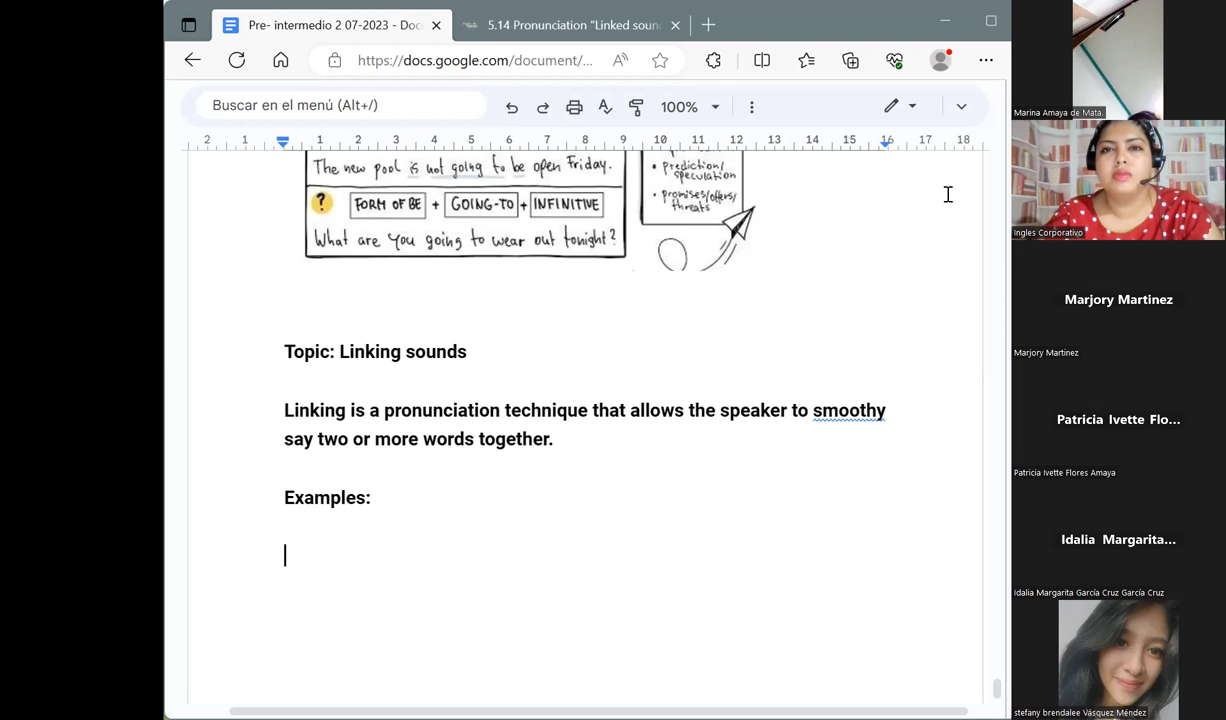 Pre- intermedio 2 07-2023 - Doc
5.14 Pronunciation "Linked soun
https://docs.google.com/document/...
Buscar en el menú (Alt+/)
100%
2 1 1 2 3 4 5 6 7 8 9 10 11 12 13 14 15 16 17 18
The new pool is not going to be open Friday.
? FORM OF BE + GOING-TO + INFINITIVE
What are you going to wear out tonight?
• prediction/
speculation
• promises/offers/
threats
Topic: Linking sounds
Linking is a pronunciation technique that allows the speaker to smoothy
say two or more words together.
Examples:
Marina Amaya de Mata.
Ingles Corporativo
Marjory Martinez
Marjory Martinez
Patricia Ivette Flo...
Patricia Ivette Flores Amaya
Idalia Margarita...
Idalia Margarita García Cruz García Cruz
stefany brendalee Vásquez Méndez